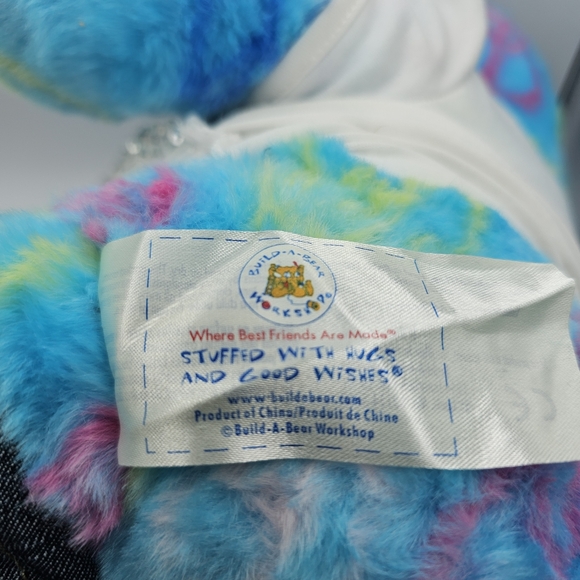 BUILD-A-BEAR
WORKSHOP®
Where Best Friends Are Made℠
STUFFED WITH HUGS
AND GOOD WISHES®
www.buildabear.com
Product of China/Produit de Chine
©Build-A-Bear Workshop